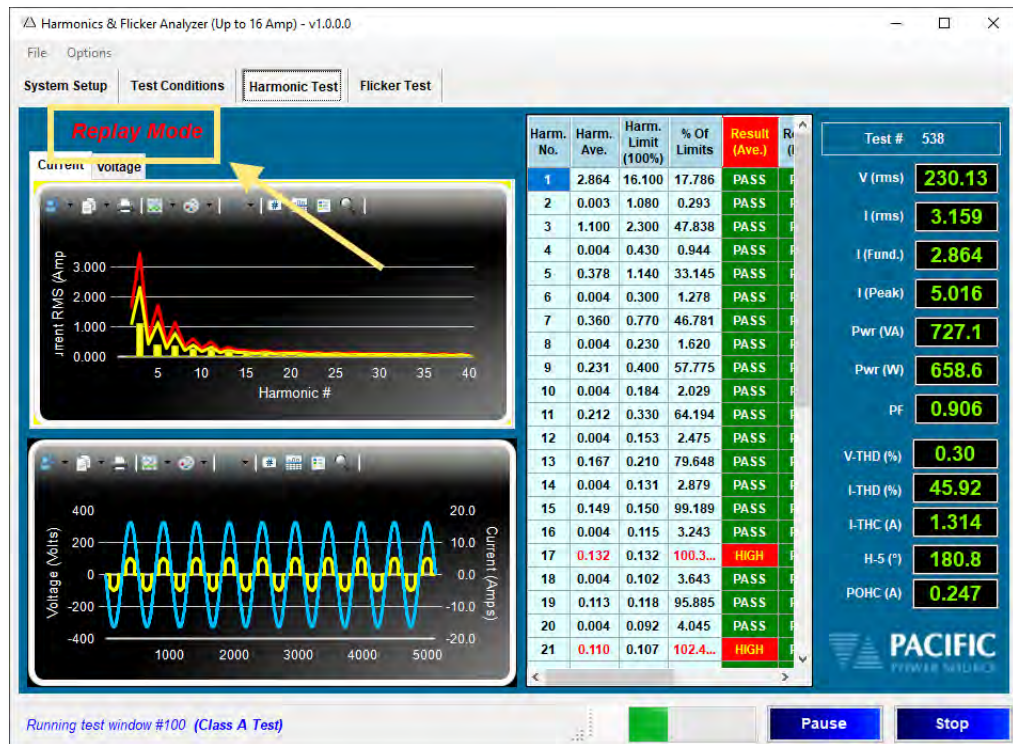 Harmonics & Flicker Analyzer (Up to 16 Amp) - v1.0.0.0
File Options
System Setup Test Conditions Harmonic Test Flicker Test
Replay Mode
Current Voltage
3.000
2.000
1.000
0.000
5 10 15 20 25 30 35 40
Harmonic #
400 20.0
200 10.0
0 0.0
-200 -10.0
-400 -20.0
Voltage (Volts)
Current (Amps)
1000 2000 3000 4000 5000
Harm. No. Harm. Ave. Harm. Limit (100%) % Of Limits Result (Ave.)
1 2.864 16.100 17.786 PASS
2 0.003 1.080 0.293 PASS
3 1.100 2.300 47.838 PASS
4 0.004 0.430 0.944 PASS
5 0.378 1.140 33.145 PASS
6 0.004 0.300 1.278 PASS
7 0.360 0.770 46.781 PASS
8 0.004 0.230 1.620 PASS
9 0.231 0.400 57.775 PASS
10 0.004 0.184 2.029 PASS
11 0.212 0.330 64.194 PASS
12 0.004 0.153 2.475 PASS
13 0.167 0.210 79.648 PASS
14 0.004 0.131 2.879 PASS
15 0.149 0.150 99.189 PASS
16 0.004 0.115 3.243 PASS
17 0.132 0.132 100.3... HIGH
18 0.004 0.102 3.643 PASS
19 0.113 0.118 95.885 PASS
20 0.004 0.092 4.045 PASS
21 0.110 0.107 102.4... HIGH
Test # 538
V (rms) 230.13
I (rms) 3.159
I (Fund.) 2.864
I (Peak) 5.016
Pwr (VA) 727.1
Pwr (W) 658.6
PF 0.906
V-THD (%) 0.30
I-THD (%) 45.92
I-THC (A) 1.314
H-5 (°) 180.8
POHC (A) 0.247
PACIFIC
POWER SOURCE
Running test window #100 (Class A Test)
Pause Stop